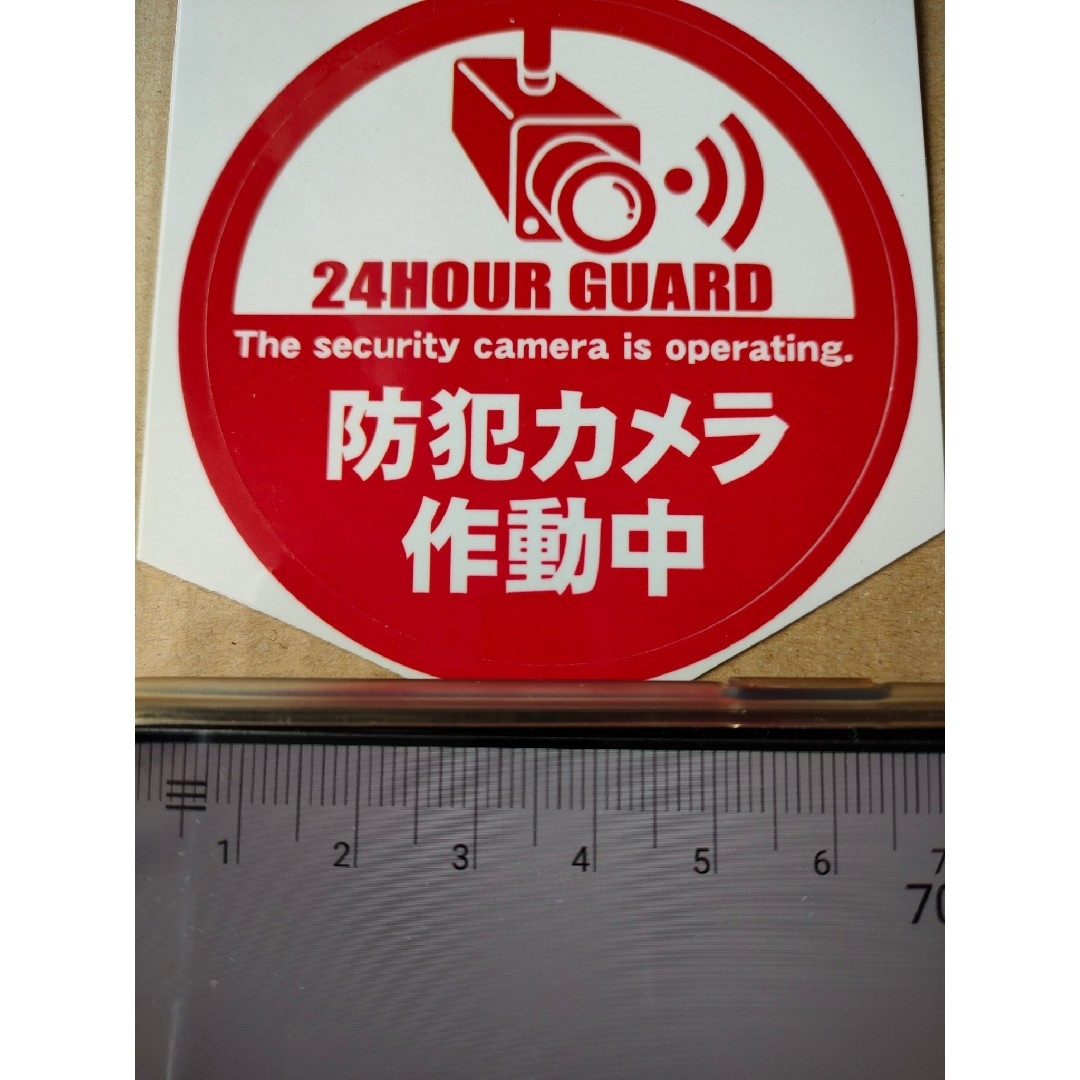 24HOUR GUARD
The security camera is operating.
防犯カメラ
作動中
1 2 3 4 5 6 7
70